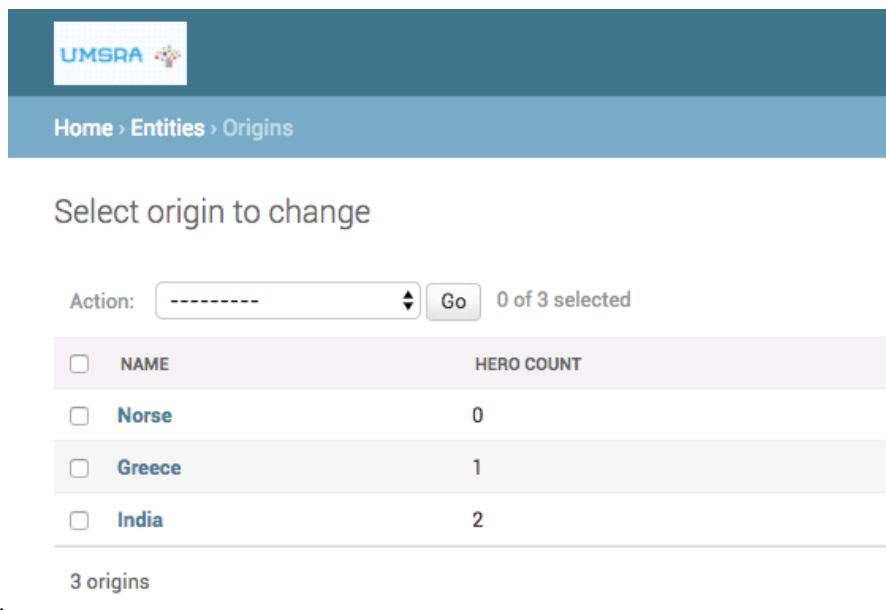 UMSRA
Home › Entities › Origins
Select origin to change
Action: --------- Go 0 of 3 selected
NAME HERO COUNT
Norse 0
Greece 1
India 2
3 origins
.